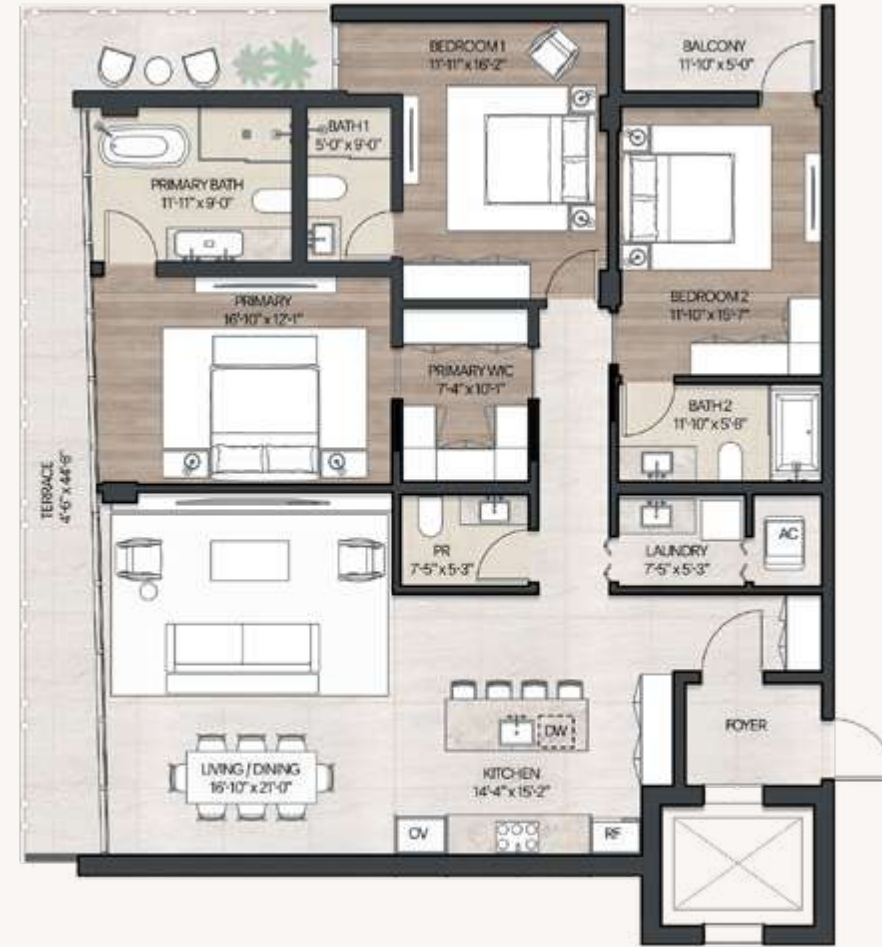 BEDROOM 1
11'-11" x 16'-2"
BALCONY
11'-10" x 5'-0"
BATH 1
5'-0" x 9'-0"
PRIMARY BATH
11'-11" x 9'-0"
PRIMARY
16'-10" x 12'-1"
BEDROOM 2
11'-10" x 15'-7"
PRIMARY WIC
7'-4" x 10'-1"
BATH 2
11'-10" x 5'-8"
TERRACE
4'-6" x 44'-8"
PR
7'-5" x 5'-3"
LAUNDRY
7'-5" x 5'-3"
AC
FOYER
DW
LIVING / DINING
16'-10" x 21'-0"
KITCHEN
14'-4" x 15'-2"
OV
RF